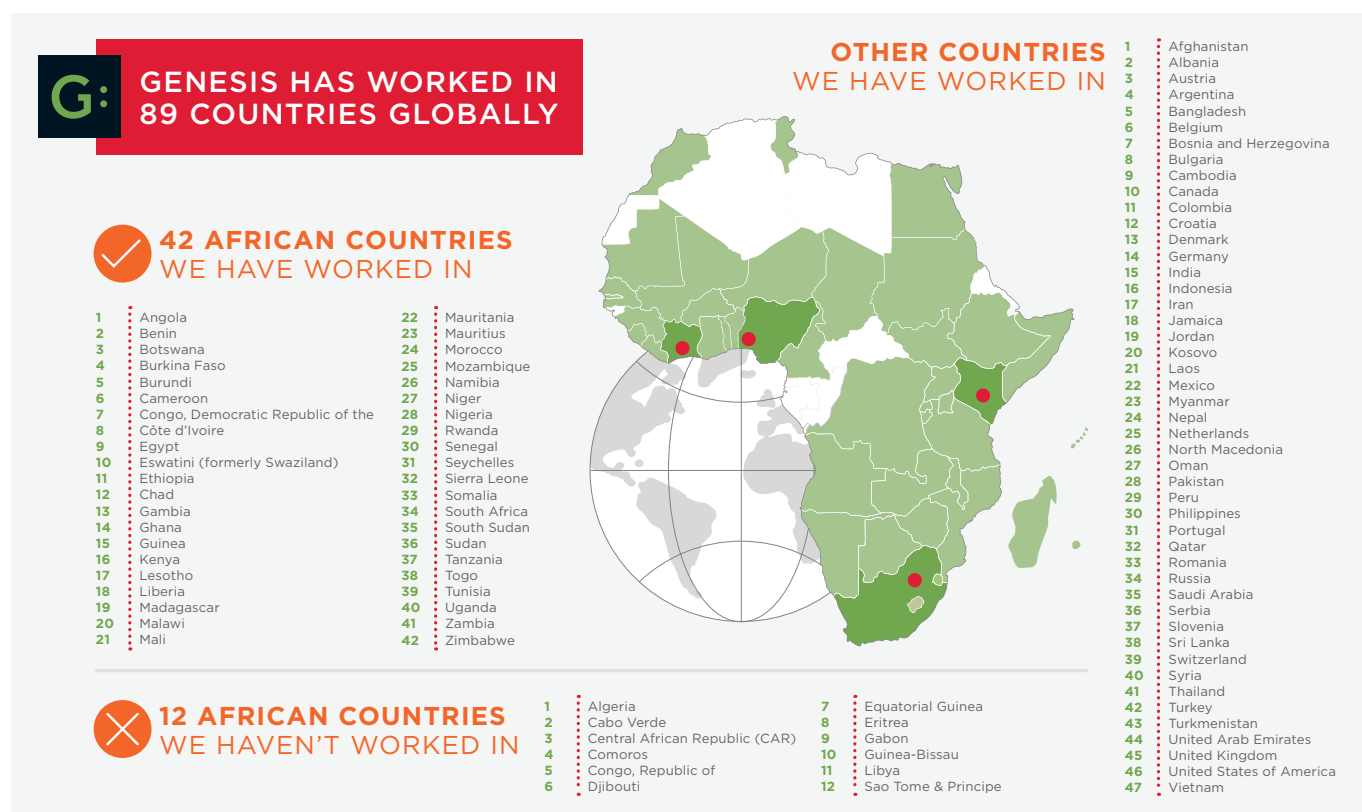 G:
GENESIS HAS WORKED IN
89 COUNTRIES GLOBALLY
42 AFRICAN COUNTRIES
WE HAVE WORKED IN
1 Angola
2 Benin
3 Botswana
4 Burkina Faso
5 Burundi
6 Cameroon
7 Congo, Democratic Republic of the
8 Côte d'Ivoire
9 Egypt
10 Eswatini (formerly Swaziland)
11 Ethiopia
12 Chad
13 Gambia
14 Ghana
15 Guinea
16 Kenya
17 Lesotho
18 Liberia
19 Madagascar
20 Malawi
21 Mali
22 Mauritania
23 Mauritius
24 Morocco
25 Mozambique
26 Namibia
27 Niger
28 Nigeria
29 Rwanda
30 Senegal
31 Seychelles
32 Sierra Leone
33 Somalia
34 South Africa
35 South Sudan
36 Sudan
37 Tanzania
38 Togo
39 Tunisia
40 Uganda
41 Zambia
42 Zimbabwe
12 AFRICAN COUNTRIES
WE HAVEN'T WORKED IN
1 Algeria
2 Cabo Verde
3 Central African Republic (CAR)
4 Comoros
5 Congo, Republic of
6 Djibouti
7 Equatorial Guinea
8 Eritrea
9 Gabon
10 Guinea-Bissau
11 Libya
12 Sao Tome & Principe
OTHER COUNTRIES
WE HAVE WORKED IN
1 Afghanistan
2 Albania
3 Austria
4 Argentina
5 Bangladesh
6 Belgium
7 Bosnia and Herzegovina
8 Bulgaria
9 Cambodia
10 Canada
11 Colombia
12 Croatia
13 Denmark
14 Germany
15 India
16 Indonesia
17 Iran
18 Jamaica
19 Jordan
20 Kosovo
21 Laos
22 Mexico
23 Myanmar
24 Nepal
25 Netherlands
26 North Macedonia
27 Oman
28 Pakistan
29 Peru
30 Philippines
31 Portugal
32 Qatar
33 Romania
34 Russia
35 Saudi Arabia
36 Serbia
37 Slovenia
38 Sri Lanka
39 Switzerland
40 Syria
41 Thailand
42 Turkey
43 Turkmenistan
44 United Arab Emirates
45 United Kingdom
46 United States of America
47 Vietnam